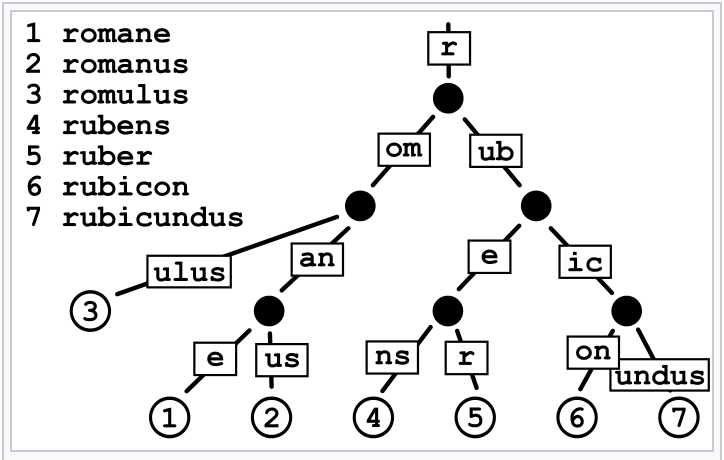 1 romane
2 romanus
3 romulus
4 rubens
5 ruber
6 rubicon
7 rubicundus
r
om
ub
ulus
an
e
ic
3
e
us
ns
r
on
undus
1
2
4
5
6
7